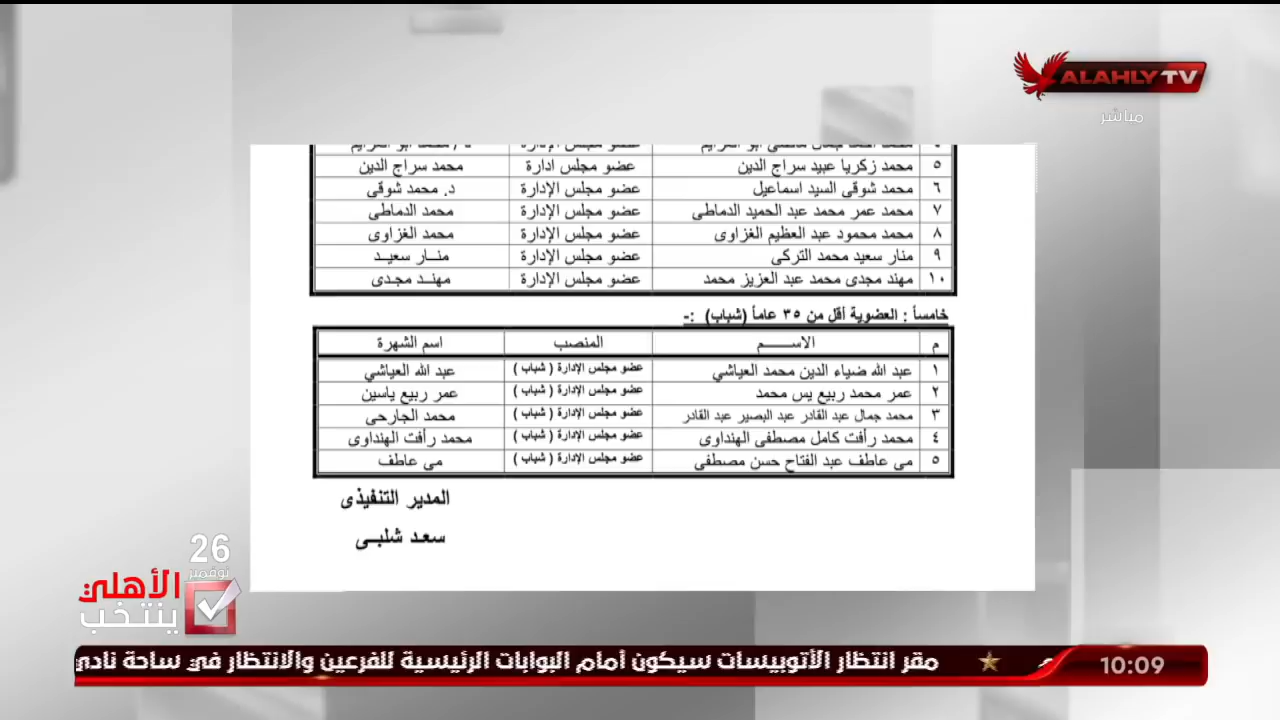 ALAHLY TV
مباشر
٥ محمد زكريا عبيد سراج الدين عضو مجلس ادارة محمد سراج الدين
٦ محمد شوقى السيد اسماعيل عضو مجلس الإدارة د. محمد شوقى
٧ محمد عمر محمد عبد الحميد الدماطى عضو مجلس الإدارة محمد الدماطى
٨ محمد محمود عبد العظيم الغزاوى عضو مجلس الإدارة محمد الغزاوى
٩ منار سعيد محمد التركى عضو مجلس الإدارة منـــار سعيــد
١٠ مهند مجدى محمد عبد العزيز محمد عضو مجلس الإدارة مهنــد مجـدى
خامساً : العضوية أقل من ٣٥ عاماً (شباب) :-
م الاســـــــم المنصب اسم الشهرة
١ عبد الله ضياء الدين محمد العياشي عضو مجلس الإدارة ( شباب ) عبد الله العياشي
٢ عمر محمد ربيع يس محمد عضو مجلس الإدارة ( شباب ) عمر ربيع ياسين
٣ محمد جمال عبد القادر عبد البصير عبد القادر عضو مجلس الإدارة ( شباب ) محمد الجارحى
٤ محمد رأفت كامل مصطفى الهنداوى عضو مجلس الإدارة ( شباب ) محمد رأفت الهنداوى
٥ مى عاطف عبد الفتاح حسن مصطفى عضو مجلس الإدارة ( شباب ) مى عاطف
المدير التنفيذى
سعـد شلبـى
26
نوفمبر
الأهلي
ينتخب
مقر انتظار الأتوبيسات سيكون أمام البوابات الرئيسية للفرعين والانتظار في ساحة نادي
10:09